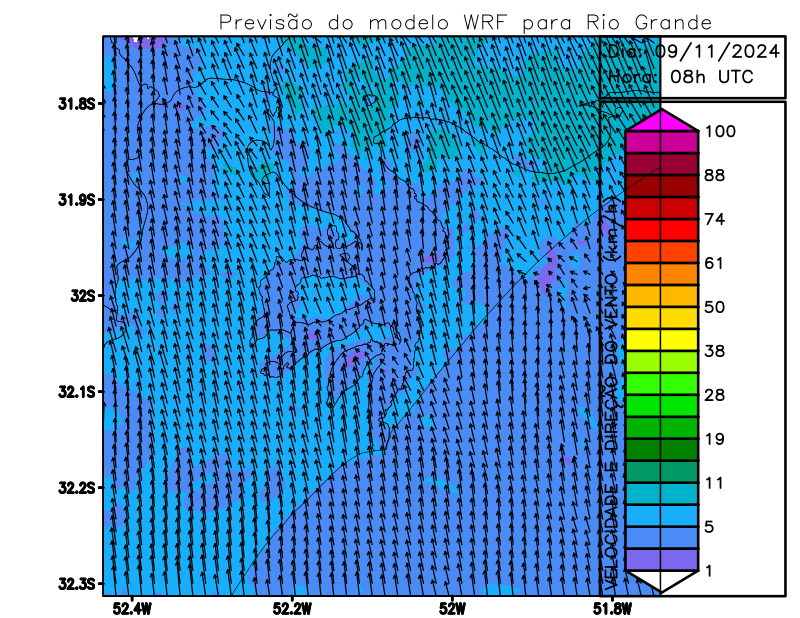 Previsão do modelo WRF para Rio Grande
Dia: 09/11/2024
Hora: 08h UTC
31.8S
31.9S
32S
32.1S
32.2S
32.3S
52.4W
52.2W
52W
51.8W
VELOCIDADE E DIREÇÃO DO VENTO (km/h)
100
88
74
61
50
38
28
19
11
5
1